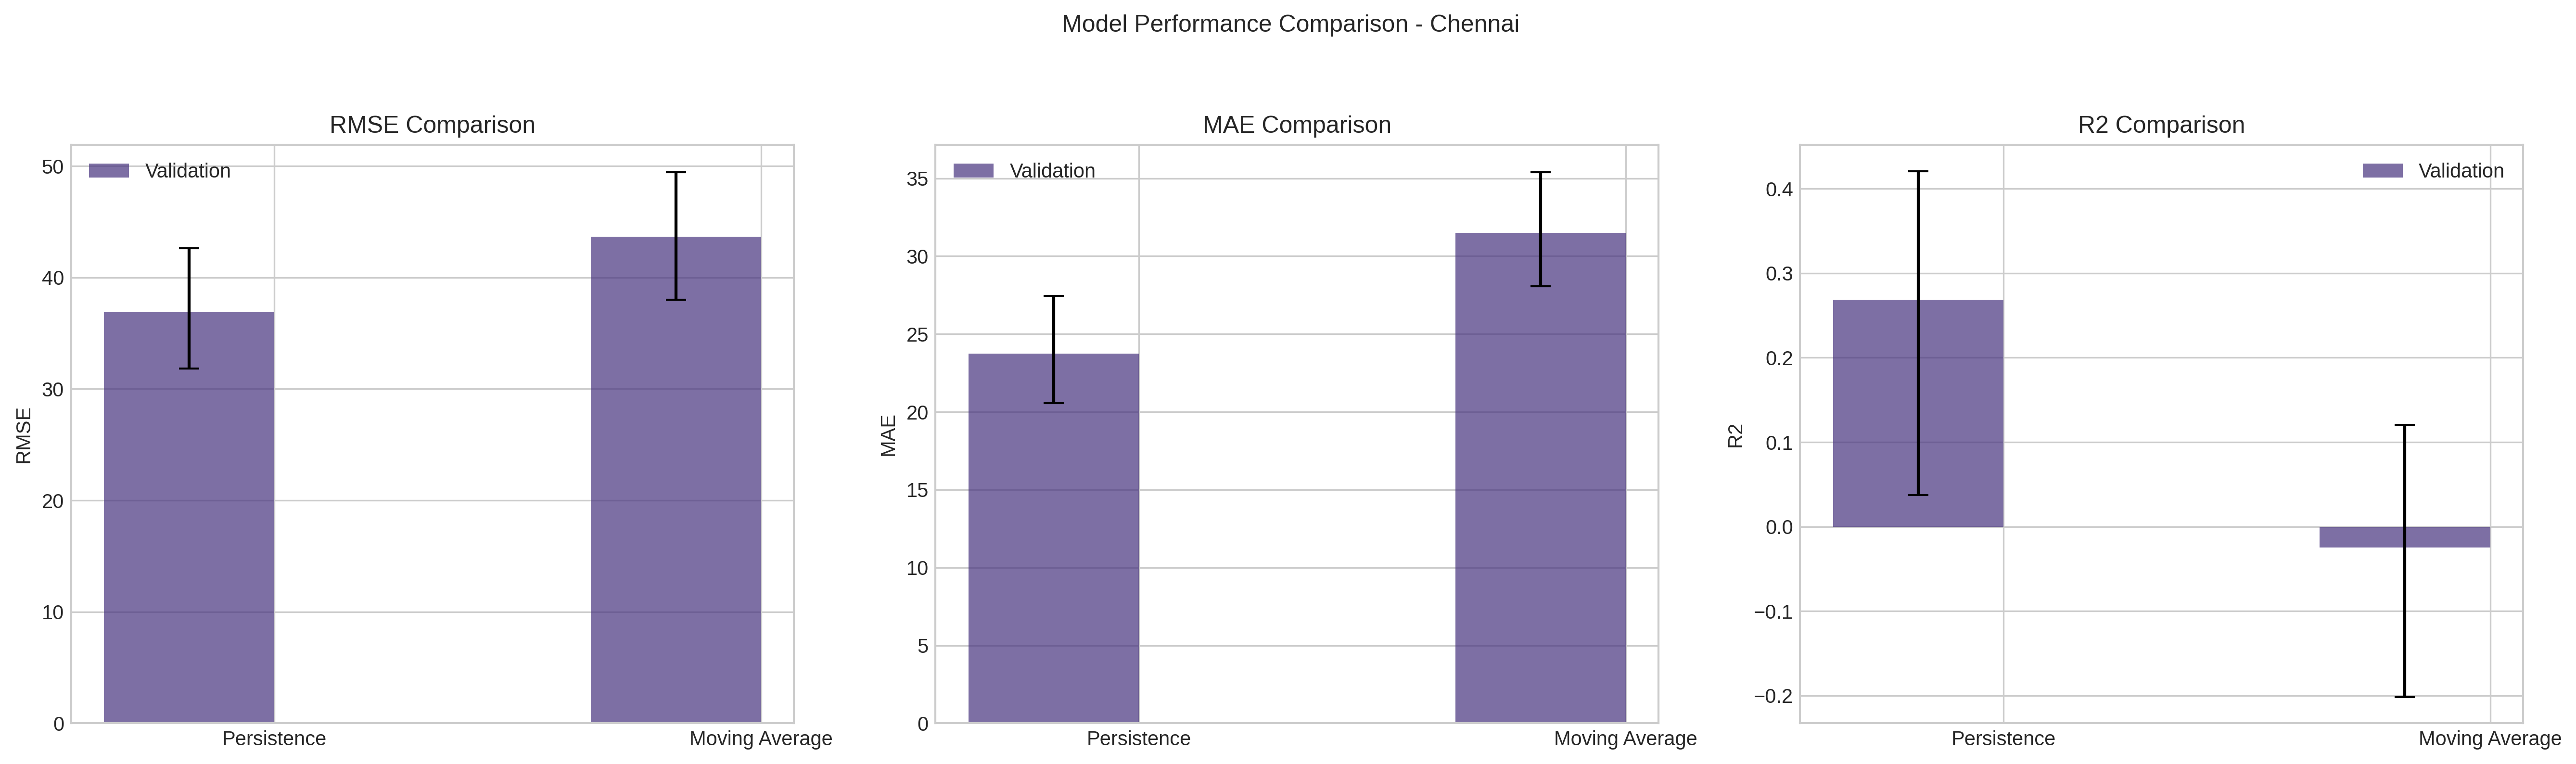 Model Performance Comparison - Chennai
RMSE Comparison
Validation
RMSE
50
40
30
20
10
0
Persistence
Moving Average
MAE Comparison
Validation
MAE
35
30
25
20
15
10
5
0
Persistence
Moving Average
R2 Comparison
Validation
R2
0.4
0.3
0.2
0.1
0.0
−0.1
−0.2
Persistence
Moving Average